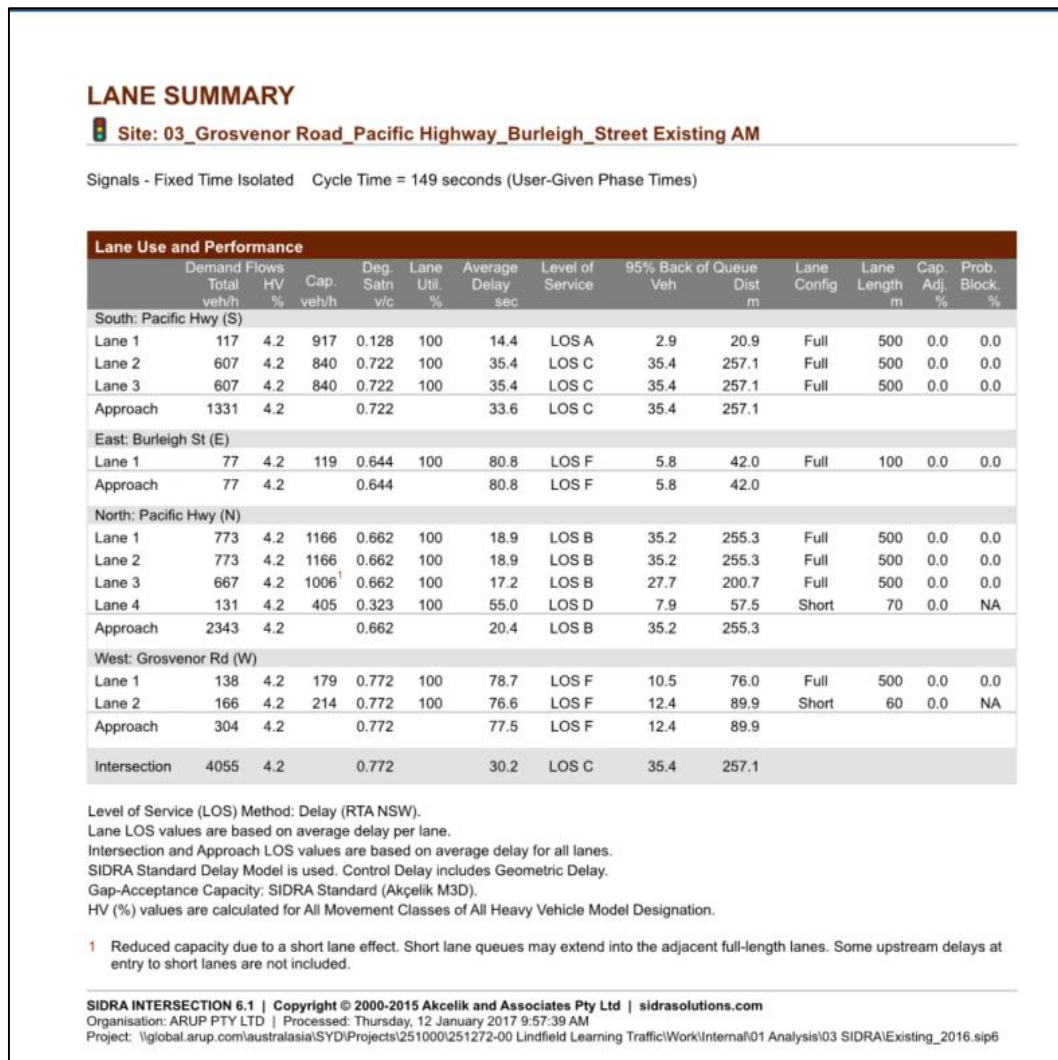 LANE SUMMARY
Site: 03_Grosvenor Road_Pacific Highway_Burleigh_Street Existing AM
Signals - Fixed Time Isolated Cycle Time = 149 seconds (User-Given Phase Times)
Lane Use and Performance
Demand Flows Deg. Lane Average Level of 95% Back of Queue Lane Lane Cap. Prob.
Total HV Cap. Satn Util. Delay Service Veh Dist Config Length Adj. Block.
veh/h % veh/h v/c % sec m m % %
South: Pacific Hwy (S)
Lane 1 117 4.2 917 0.128 100 14.4 LOS A 2.9 20.9 Full 500 0.0 0.0
Lane 2 607 4.2 840 0.722 100 35.4 LOS C 35.4 257.1 Full 500 0.0 0.0
Lane 3 607 4.2 840 0.722 100 35.4 LOS C 35.4 257.1 Full 500 0.0 0.0
Approach 1331 4.2 0.722 33.6 LOS C 35.4 257.1
East: Burleigh St (E)
Lane 1 77 4.2 119 0.644 100 80.8 LOS F 5.8 42.0 Full 100 0.0 0.0
Approach 77 4.2 0.644 80.8 LOS F 5.8 42.0
North: Pacific Hwy (N)
Lane 1 773 4.2 1166 0.662 100 18.9 LOS B 35.2 255.3 Full 500 0.0 0.0
Lane 2 773 4.2 1166 0.662 100 18.9 LOS B 35.2 255.3 Full 500 0.0 0.0
Lane 3 667 4.2 1006 1 0.662 100 17.2 LOS B 27.7 200.7 Full 500 0.0 0.0
Lane 4 131 4.2 405 0.323 100 55.0 LOS D 7.9 57.5 Short 70 0.0 NA
Approach 2343 4.2 0.662 20.4 LOS B 35.2 255.3
West: Grosvenor Rd (W)
Lane 1 138 4.2 179 0.772 100 78.7 LOS F 10.5 76.0 Full 500 0.0 0.0
Lane 2 166 4.2 214 0.772 100 76.6 LOS F 12.4 89.9 Short 60 0.0 NA
Approach 304 4.2 0.772 77.5 LOS F 12.4 89.9
Intersection 4055 4.2 0.772 30.2 LOS C 35.4 257.1
Level of Service (LOS) Method: Delay (RTA NSW).
Lane LOS values are based on average delay per lane.
Intersection and Approach LOS values are based on average delay for all lanes.
SIDRA Standard Delay Model is used. Control Delay includes Geometric Delay.
Gap-Acceptance Capacity: SIDRA Standard (Akçelik M3D).
HV (%) values are calculated for All Movement Classes of All Heavy Vehicle Model Designation.
1 Reduced capacity due to a short lane effect. Short lane queues may extend into the adjacent full-length lanes. Some upstream delays at
entry to short lanes are not included.
SIDRA INTERSECTION 6.1 | Copyright © 2000-2015 Akcelik and Associates Pty Ltd | sidrasolutions.com
Organisation: ARUP PTY LTD | Processed: Thursday, 12 January 2017 9:57:39 AM
Project: \\global.arup.com\australasia\SYD\Projects\251000\251272-00 Lindfield Learning Traffic\Work\Internal\01 Analysis\03 SIDRA\Existing_2016.sip6